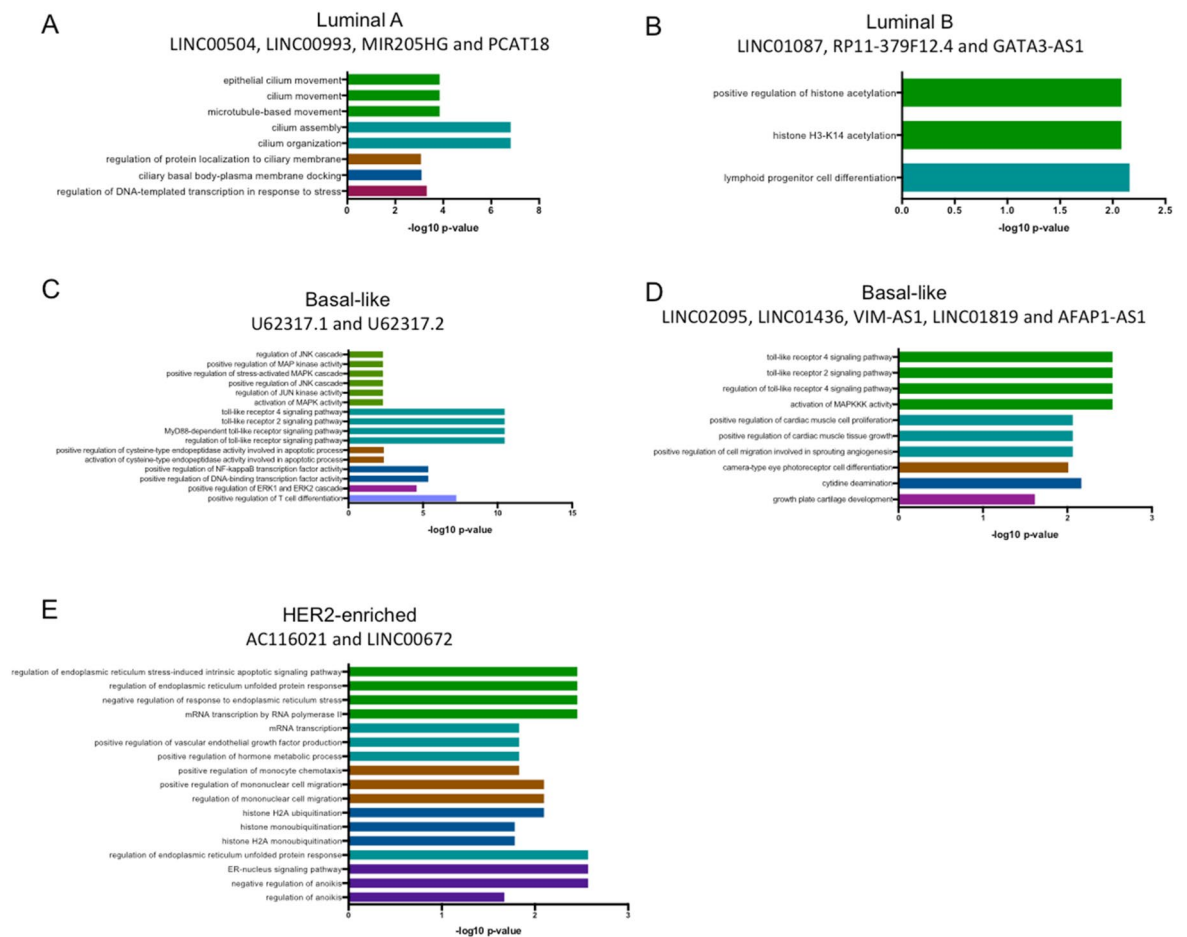 A
Luminal A
LINC00504, LINC00993, MIR205HG and PCAT18
epithelial cilium movement
cilium movement
microtubule-based movement
cilium assembly
cilium organization
regulation of protein localization to ciliary membrane
ciliary basal body-plasma membrane docking
regulation of DNA-templated transcription in response to stress
0 2 4 6 8
-log10 p-value
B
Luminal B
LINC01087, RP11-379F12.4 and GATA3-AS1
positive regulation of histone acetylation
histone H3-K14 acetylation
lymphoid progenitor cell differentiation
0.0 0.5 1.0 1.5 2.0 2.5
-log10 p-value
C
Basal-like
U62317.1 and U62317.2
regulation of JNK cascade
positive regulation of MAP kinase activity
positive regulation of stress-activated MAPK cascade
positive regulation of JNK cascade
regulation of JUN kinase activity
activation of MAPK activity
toll-like receptor 4 signaling pathway
toll-like receptor 2 signaling pathway
MyD88-dependent toll-like receptor signaling pathway
regulation of toll-like receptor signaling pathway
positive regulation of cysteine-type endopeptidase activity involved in apoptotic process
activation of cysteine-type endopeptidase activity involved in apoptotic process
positive regulation of NF-kappaB transcription factor activity
positive regulation of DNA-binding transcription factor activity
positive regulation of ERK1 and ERK2 cascade
positive regulation of T cell differentiation
0 5 10 15
-log10 p-value
D
Basal-like
LINC02095, LINC01436, VIM-AS1, LINC01819 and AFAP1-AS1
toll-like receptor 4 signaling pathway
toll-like receptor 2 signaling pathway
regulation of toll-like receptor 4 signaling pathway
activation of MAPKKK activity
positive regulation of cardiac muscle cell proliferation
positive regulation of cardiac muscle tissue growth
positive regulation of cell migration involved in sprouting angiogenesis
camera-type eye photoreceptor cell differentiation
cytidine deamination
growth plate cartilage development
0 1 2 3
-log10 p-value
E
HER2-enriched
AC116021 and LINC00672
regulation of endoplasmic reticulum stress-induced intrinsic apoptotic signaling pathway
regulation of endoplasmic reticulum unfolded protein response
negative regulation of response to endoplasmic reticulum stress
mRNA transcription by RNA polymerase II
mRNA transcription
positive regulation of vascular endothelial growth factor production
positive regulation of hormone metabolic process
positive regulation of monocyte chemotaxis
positive regulation of mononuclear cell migration
regulation of mononuclear cell migration
histone H2A ubiquitination
histone monoubiquitination
histone H2A monoubiquitination
regulation of endoplasmic reticulum unfolded protein response
ER-nucleus signaling pathway
negative regulation of anoikis
regulation of anoikis
0 1 2 3
-log10 p-value